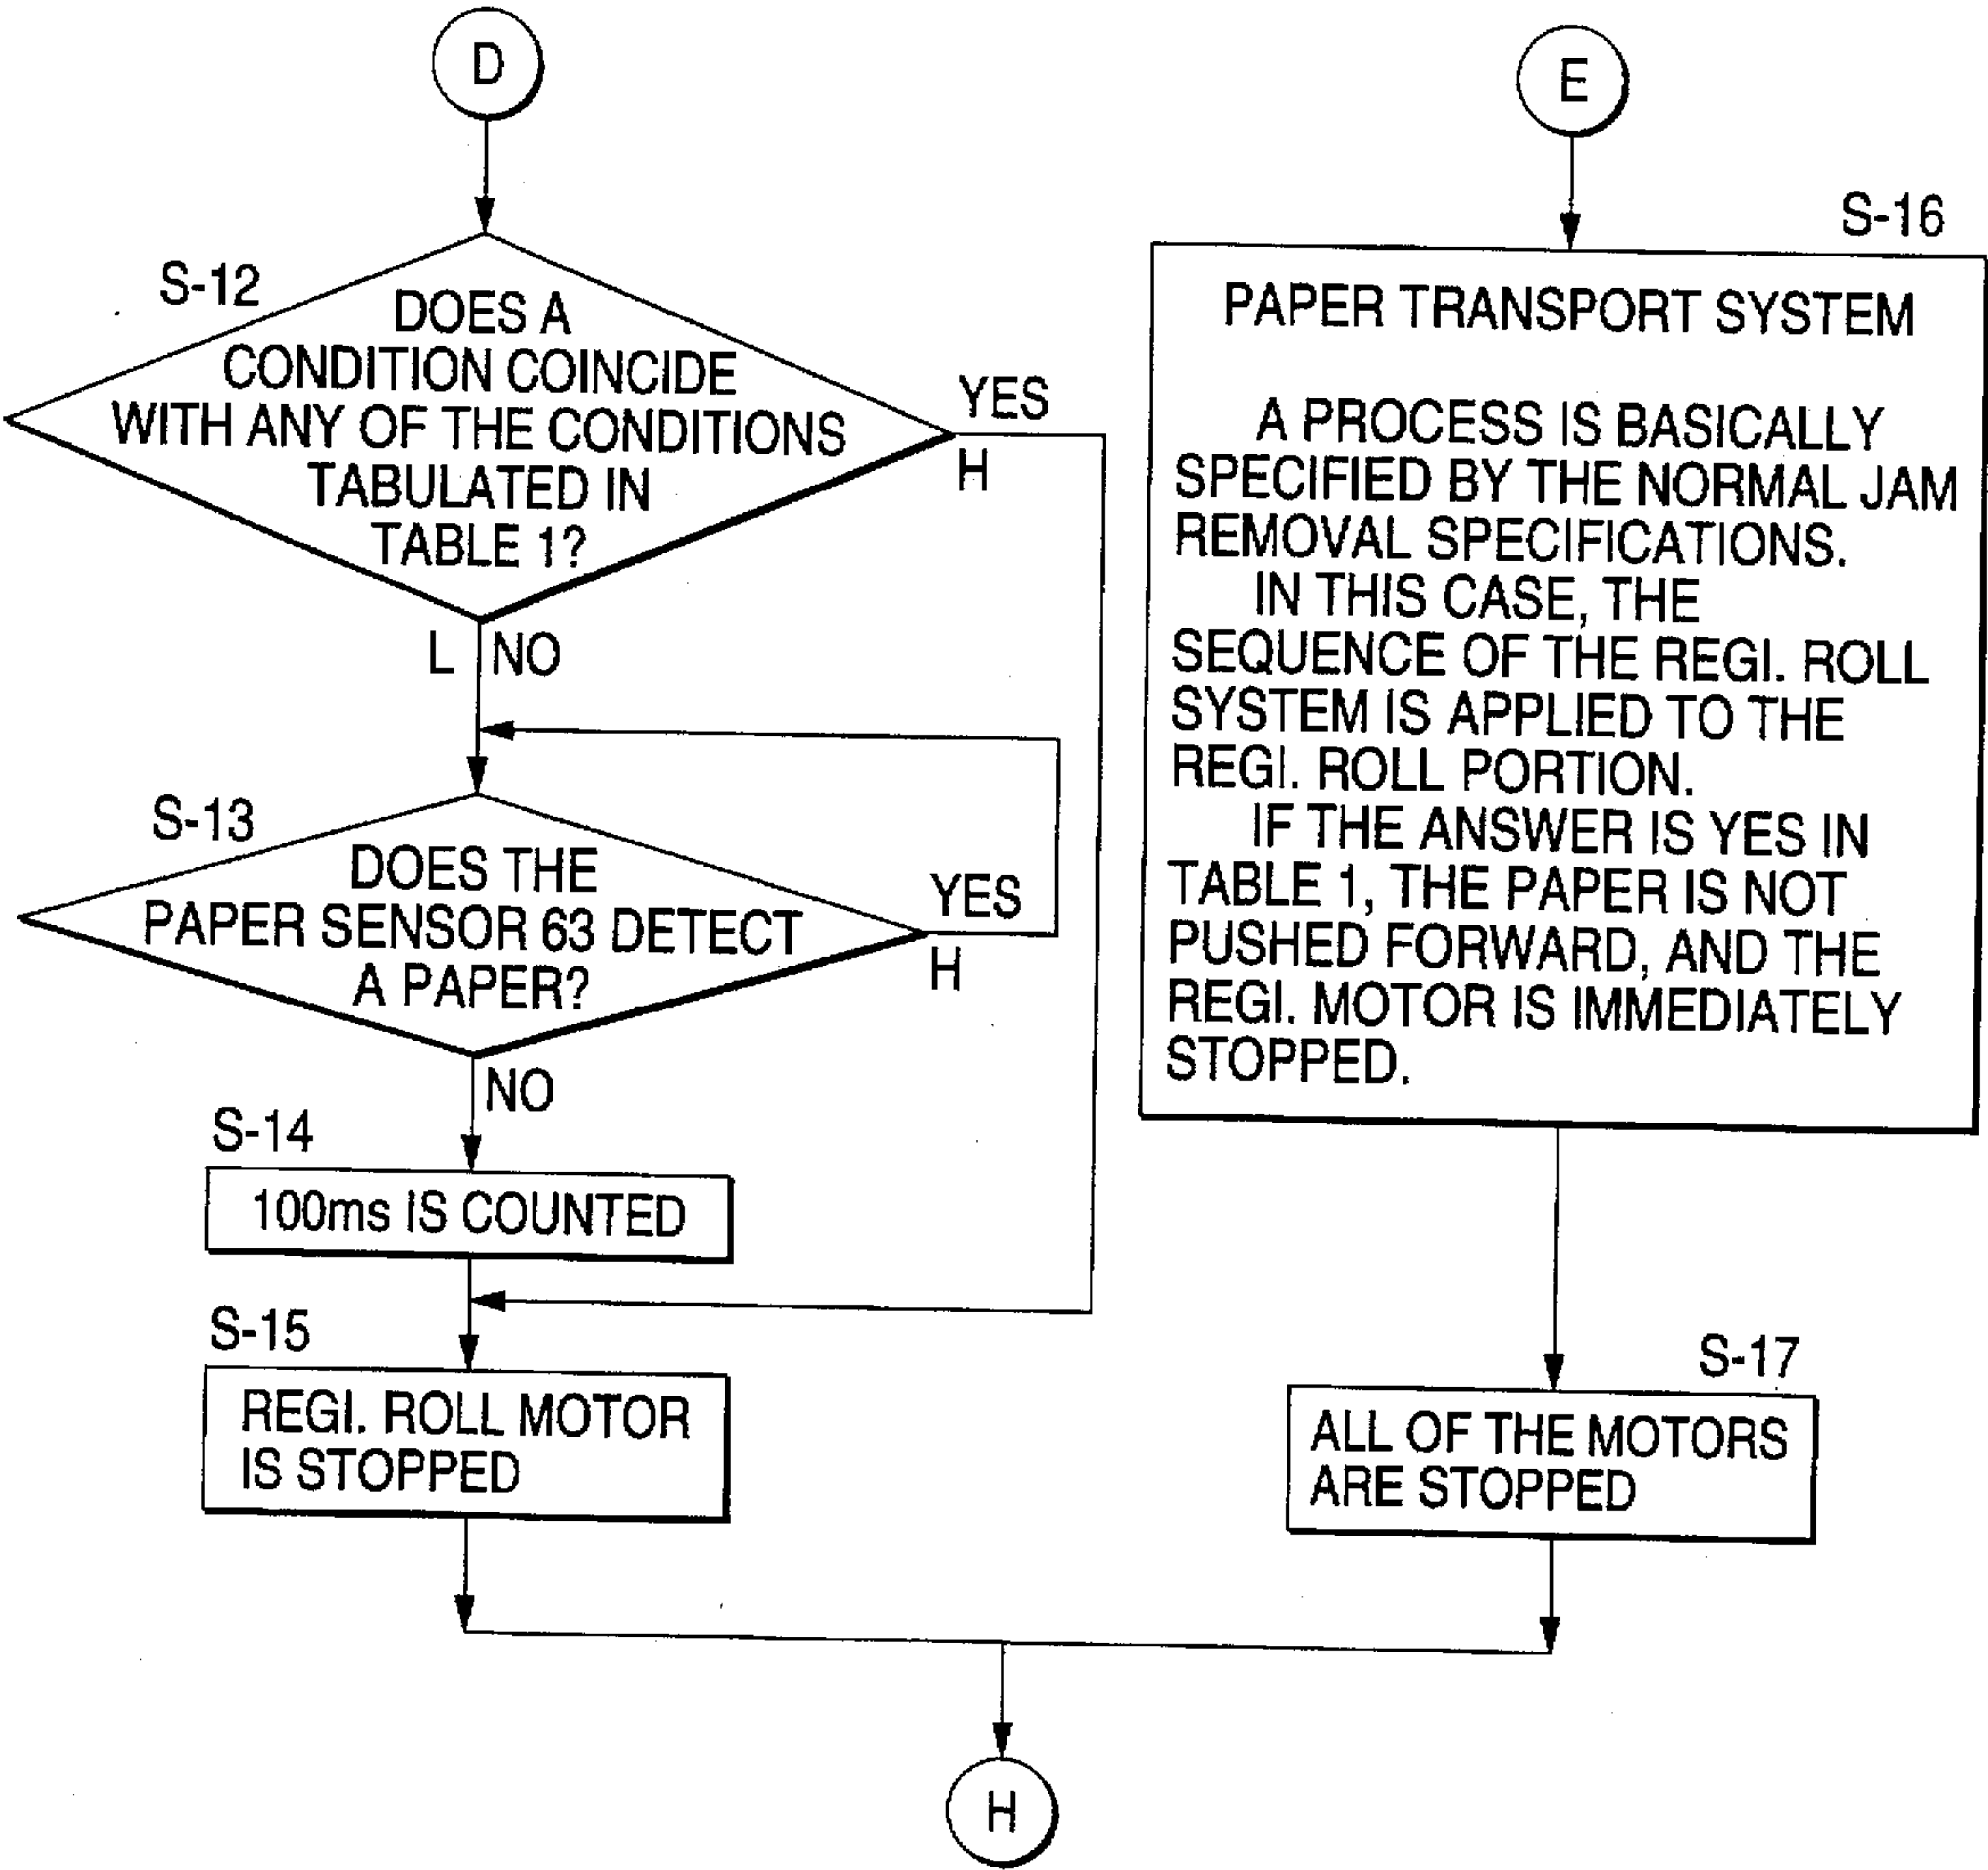 D
S-12
DOES A
CONDITION COINCIDE
WITH ANY OF THE CONDITIONS
TABULATED IN
TABLE 1?
YES
H
L NO
S-13
DOES THE
PAPER SENSOR 63 DETECT
A PAPER?
YES
H
NO
S-14
100ms IS COUNTED
S-15
REGI. ROLL MOTOR
IS STOPPED
E
S-16
PAPER TRANSPORT SYSTEM
A PROCESS IS BASICALLY
SPECIFIED BY THE NORMAL JAM
REMOVAL SPECIFICATIONS.
IN THIS CASE, THE
SEQUENCE OF THE REGI. ROLL
SYSTEM IS APPLIED TO THE
REGI. ROLL PORTION.
IF THE ANSWER IS YES IN
TABLE 1, THE PAPER IS NOT
PUSHED FORWARD, AND THE
REGI. MOTOR IS IMMEDIATELY
STOPPED.
S-17
ALL OF THE MOTORS
ARE STOPPED
H